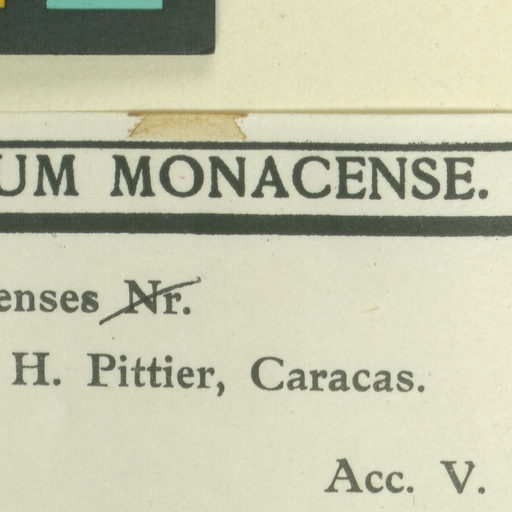 UM MONACENSE.
enses Nr.
H. Pittier, Caracas.
Acc. V.